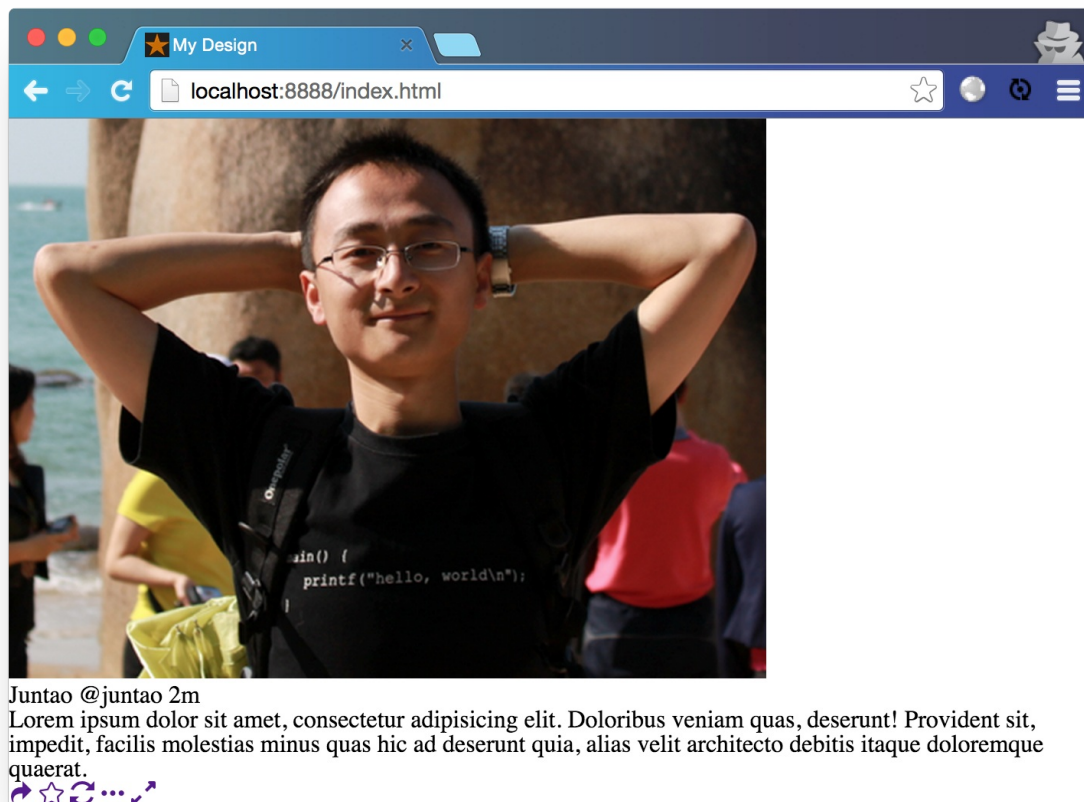 My Design
localhost:8888/index.html
Onepolar
main() {
printf("hello, world\n");
}
Juntao @juntao 2m
Lorem ipsum dolor sit amet, consectetur adipisicing elit. Doloribus veniam quas, deserunt! Provident sit,
impedit, facilis molestias minus quas hic ad deserunt quia, alias velit architecto debitis itaque doloremque
quaerat.